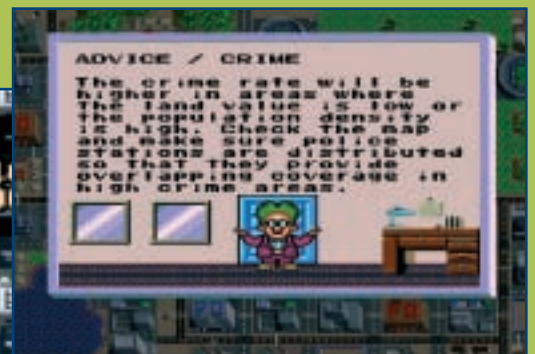 ADVICE / CRIME
The crime rate will be
higher in areas where
the land value is low or
the population density
is high. Check the map
and make sure police
stations are distributed
so that they provide
overlapping coverage in
high crime areas.